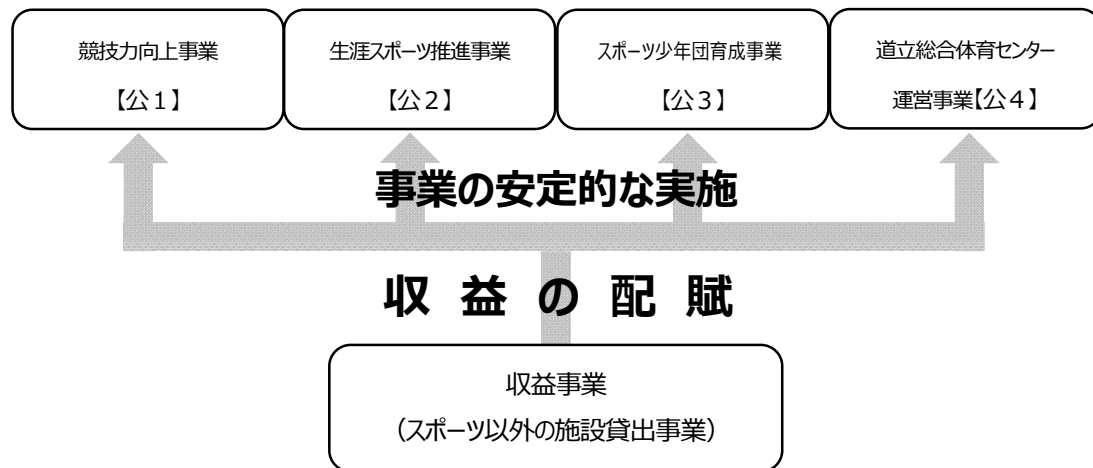 競技力向上事業
【公1】
生涯スポーツ推進事業
【公2】
スポーツ少年団育成事業
【公3】
道立総合体育センター
運営事業【公4】
事業の安定的な実施
収益の配賦
収益事業
（スポーツ以外の施設貸出事業）